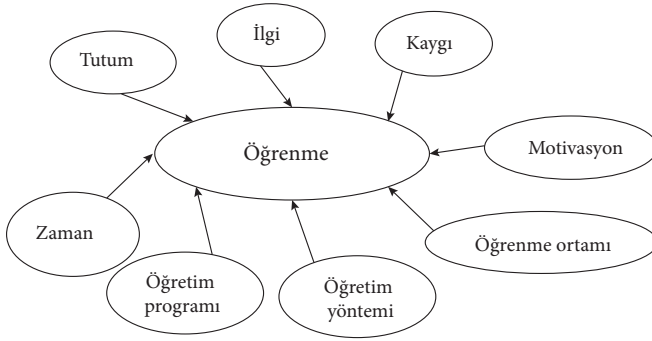 İlgi
Kaygı
Tutum
Öğrenme
Motivasyon
Zaman
Öğrenme ortamı
Öğretim
programı
Öğretim
yöntemi